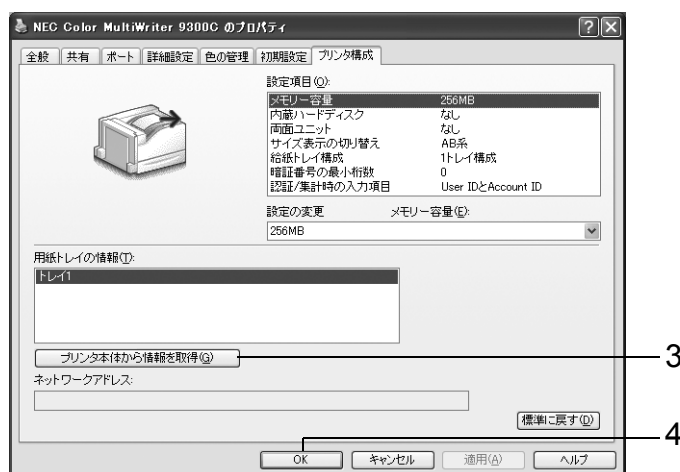 NEC Color MultiWriter 9300C のプロパティ
全般 共有 ポート 詳細設定 色の管理 初期設定 プリンタ構成
設定項目(O):
メモリー容量 256MB
内蔵ハードディスク なし
両面ユニット なし
サイズ表示の切り替え AB系
給紙トレイ構成 1トレイ構成
暗証番号の最小桁数 0
認証/集計時の入力項目 User IDとAccount ID
設定の変更 メモリー容量(E):
256MB
用紙トレイの情報(T):
トレイ1
プリンタ本体から情報を取得(G)
3
ネットワークアドレス:
標準に戻す(D)
4
OK キャンセル 適用(A) ヘルプ